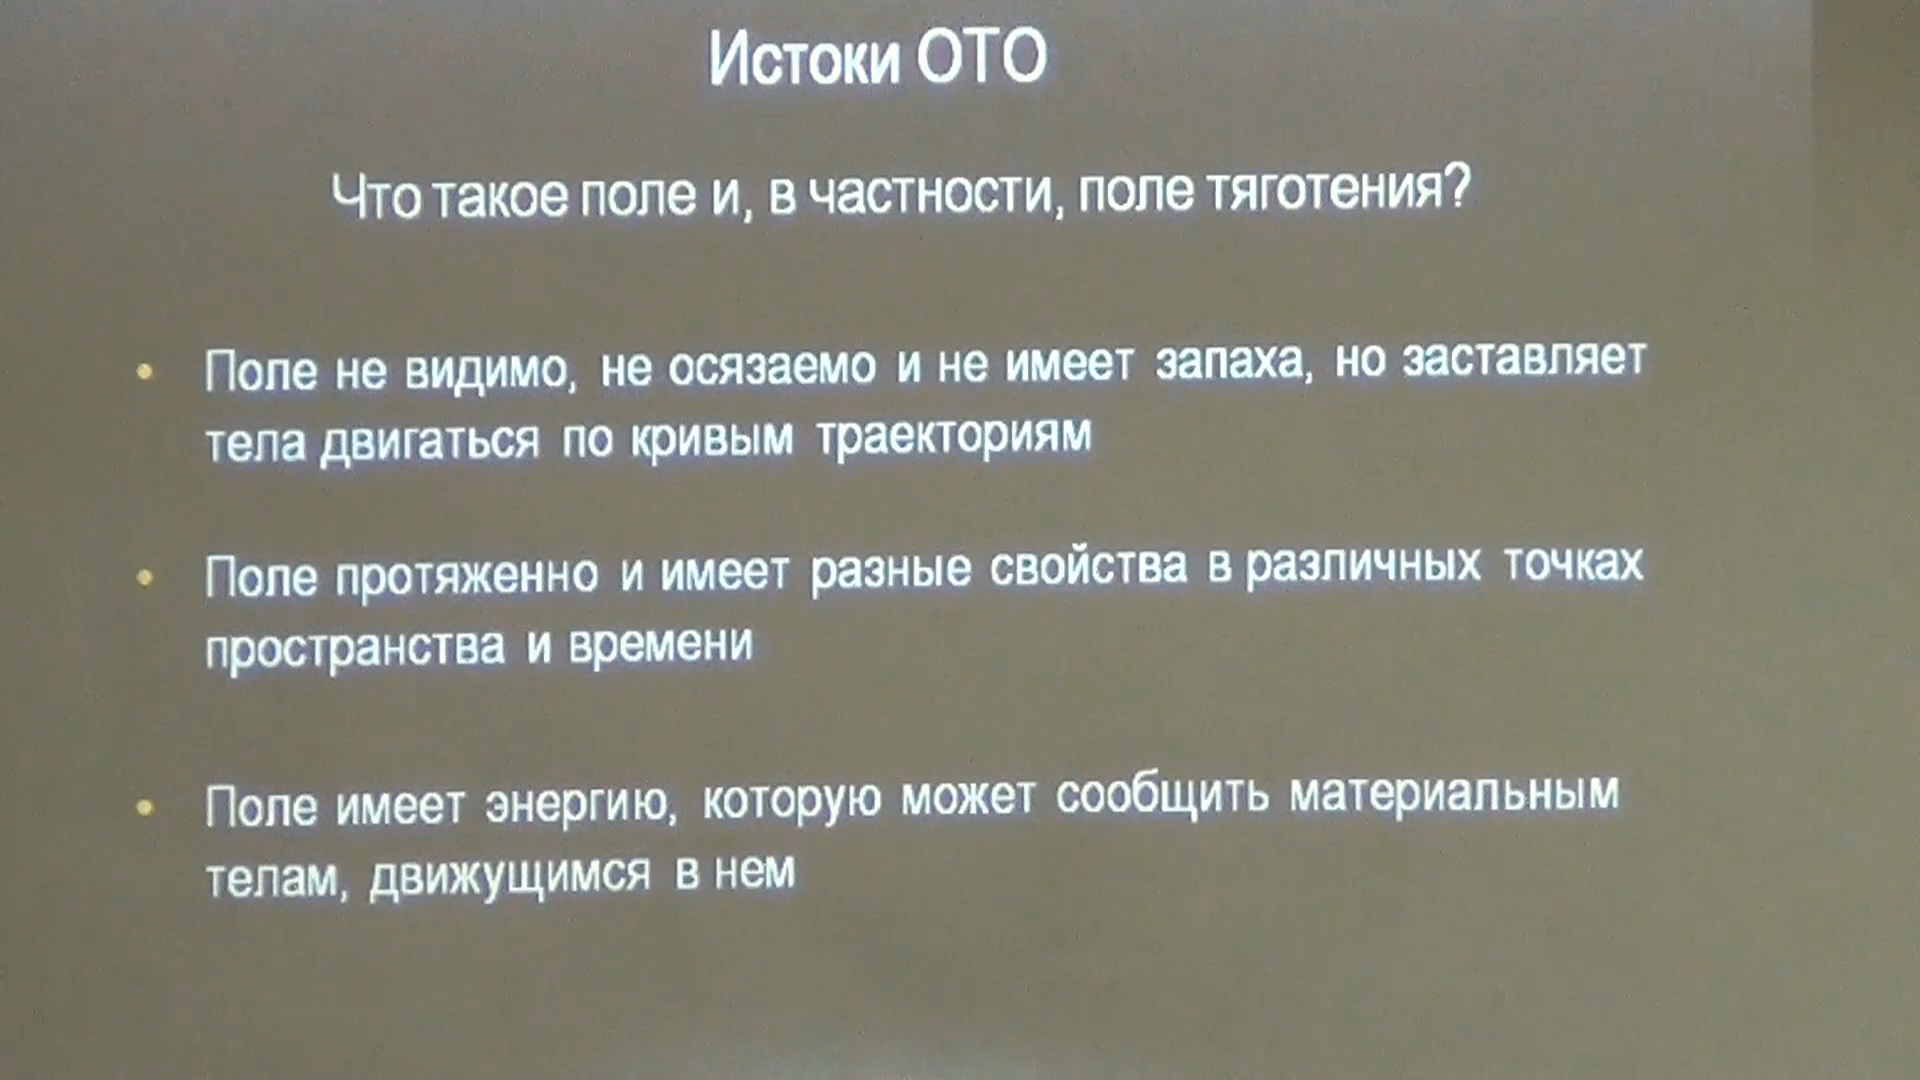 Истоки ОТО
Что такое поле и, в частности, поле тяготения?
• Поле не видимо, не осязаемо и не имеет запаха, но заставляет
тела двигаться по кривым траекториям
• Поле протяженно и имеет разные свойства в различных точках
пространства и времени
• Поле имеет энергию, которую может сообщить материальным
телам, движущимся в нем